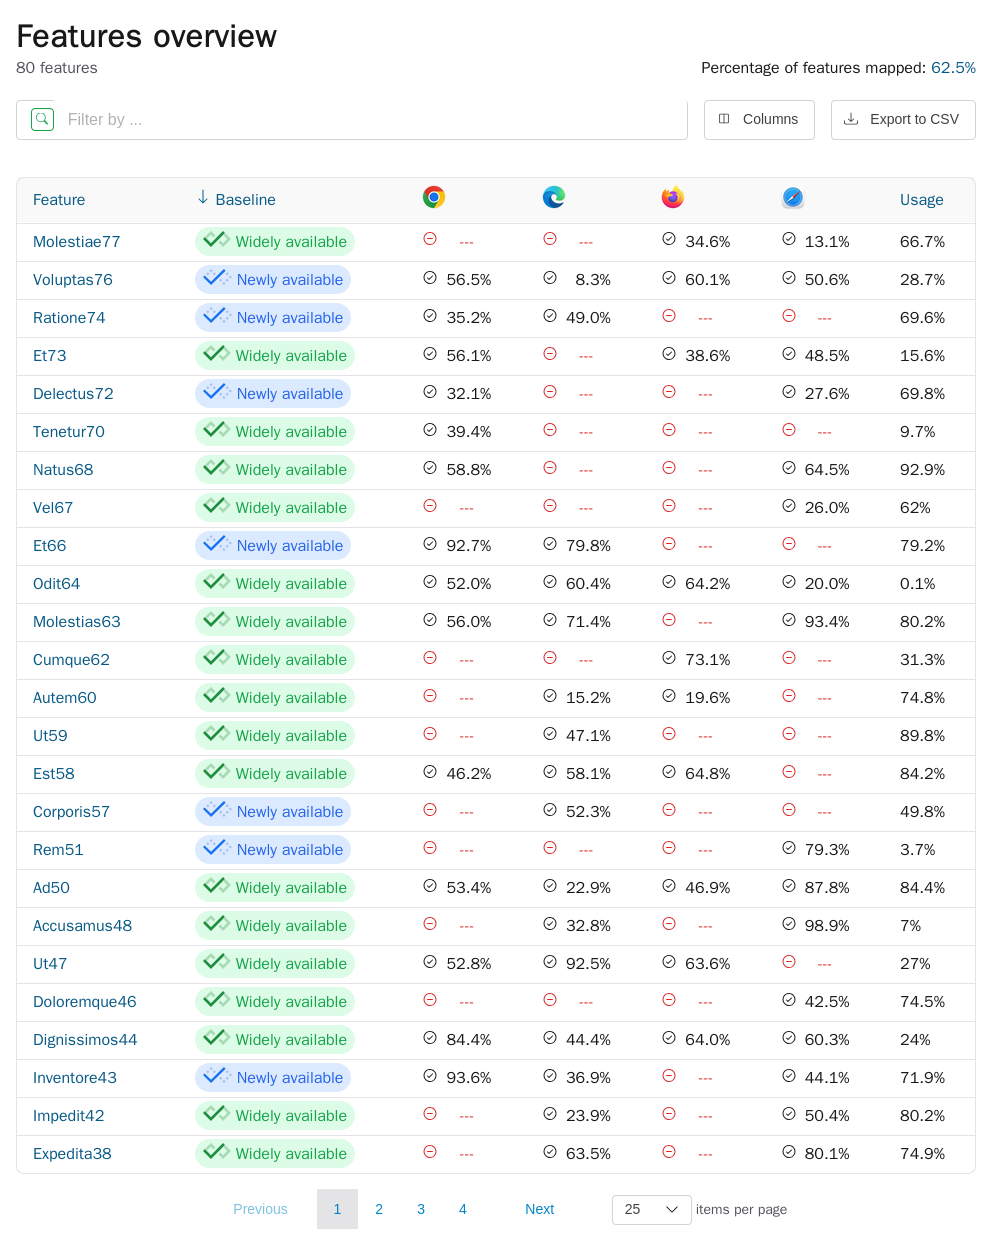 Features overview
80 features
Percentage of features mapped: 62.5%
Filter by ...
Columns
Export to CSV
Feature Baseline Usage
Molestiae77 Widely available --- --- 34.6% 13.1% 66.7%
Voluptas76 Newly available 56.5% 8.3% 60.1% 50.6% 28.7%
Ratione74 Newly available 35.2% 49.0% --- --- 69.6%
Et73 Widely available 56.1% --- 38.6% 48.5% 15.6%
Delectus72 Newly available 32.1% --- --- 27.6% 69.8%
Tenetur70 Widely available 39.4% --- --- --- 9.7%
Natus68 Widely available 58.8% --- --- 64.5% 92.9%
Vel67 Widely available --- --- --- 26.0% 62%
Et66 Newly available 92.7% 79.8% --- --- 79.2%
Odit64 Widely available 52.0% 60.4% 64.2% 20.0% 0.1%
Molestias63 Widely available 56.0% 71.4% --- 93.4% 80.2%
Cumque62 Widely available --- --- 73.1% --- 31.3%
Autem60 Widely available --- 15.2% 19.6% --- 74.8%
Ut59 Widely available --- 47.1% --- --- 89.8%
Est58 Widely available 46.2% 58.1% 64.8% --- 84.2%
Corporis57 Newly available --- 52.3% --- --- 49.8%
Rem51 Newly available --- --- --- 79.3% 3.7%
Ad50 Widely available 53.4% 22.9% 46.9% 87.8% 84.4%
Accusamus48 Widely available --- 32.8% --- 98.9% 7%
Ut47 Widely available 52.8% 92.5% 63.6% --- 27%
Doloremque46 Widely available --- --- --- 42.5% 74.5%
Dignissimos44 Widely available 84.4% 44.4% 64.0% 60.3% 24%
Inventore43 Newly available 93.6% 36.9% --- 44.1% 71.9%
Impedit42 Widely available --- 23.9% --- 50.4% 80.2%
Expedita38 Widely available --- 63.5% --- 80.1% 74.9%
Previous 1 2 3 4 Next 25 items per page